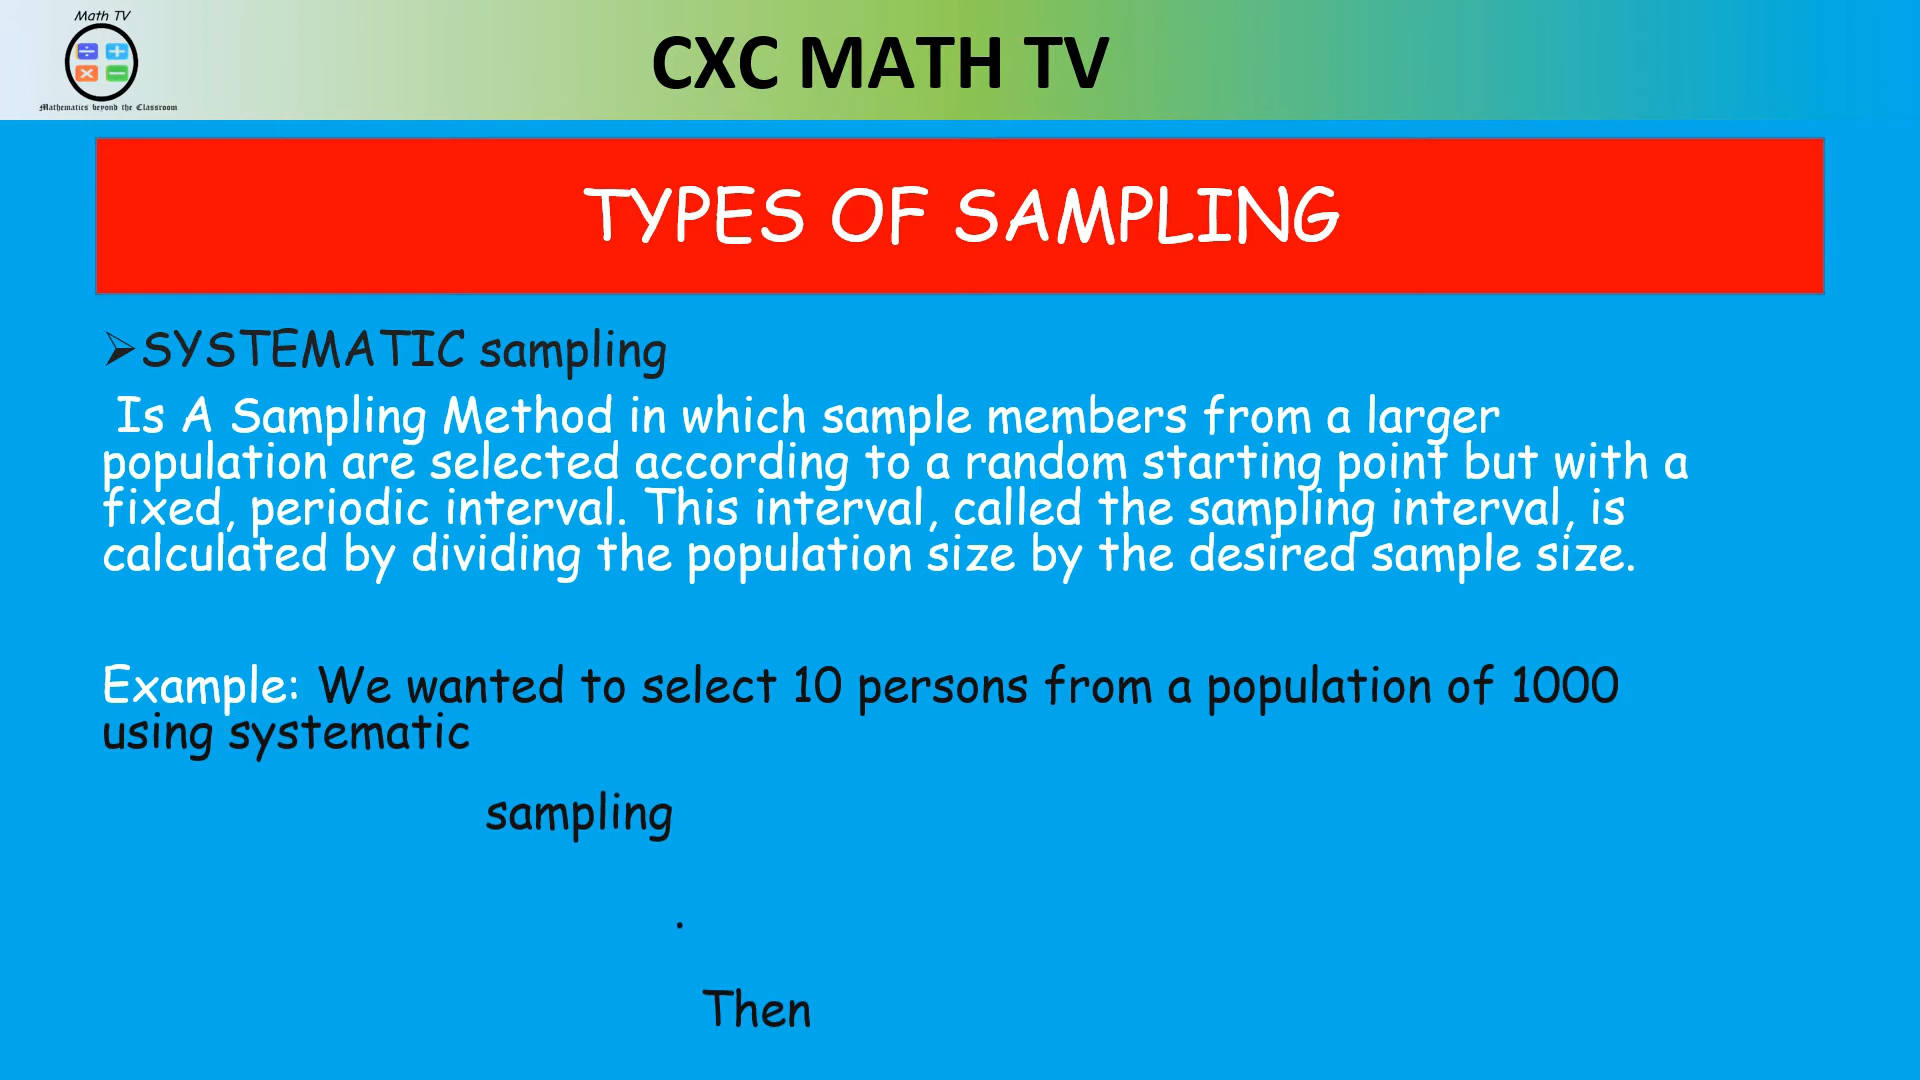 Math TV
Mathematics beyond the Classroom
CXC MATH TV
TYPES OF SAMPLING
➢SYSTEMATIC sampling
Is A Sampling Method in which sample members from a larger
population are selected according to a random starting point but with a
fixed, periodic interval. This interval, called the sampling interval, is
calculated by dividing the population size by the desired sample size.
Example: We wanted to select 10 persons from a population of 1000
using systematic
sampling
.
Then